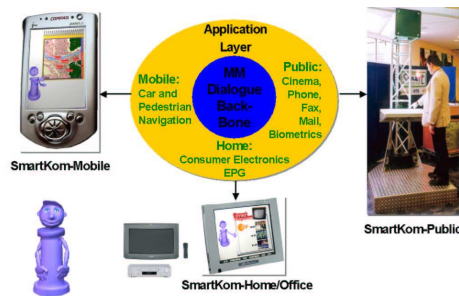 COMPAQ
Application
Layer
Mobile:
Car and
Pedestrian
Navigation
MM
Dialogue
Back-
Bone
Public:
Cinema,
Phone,
Fax,
Mail,
Biometrics
Home:
Consumer Electronics
EPG
SmartKom-Mobile
SmartKom-Public
SmartKom-Home/Office